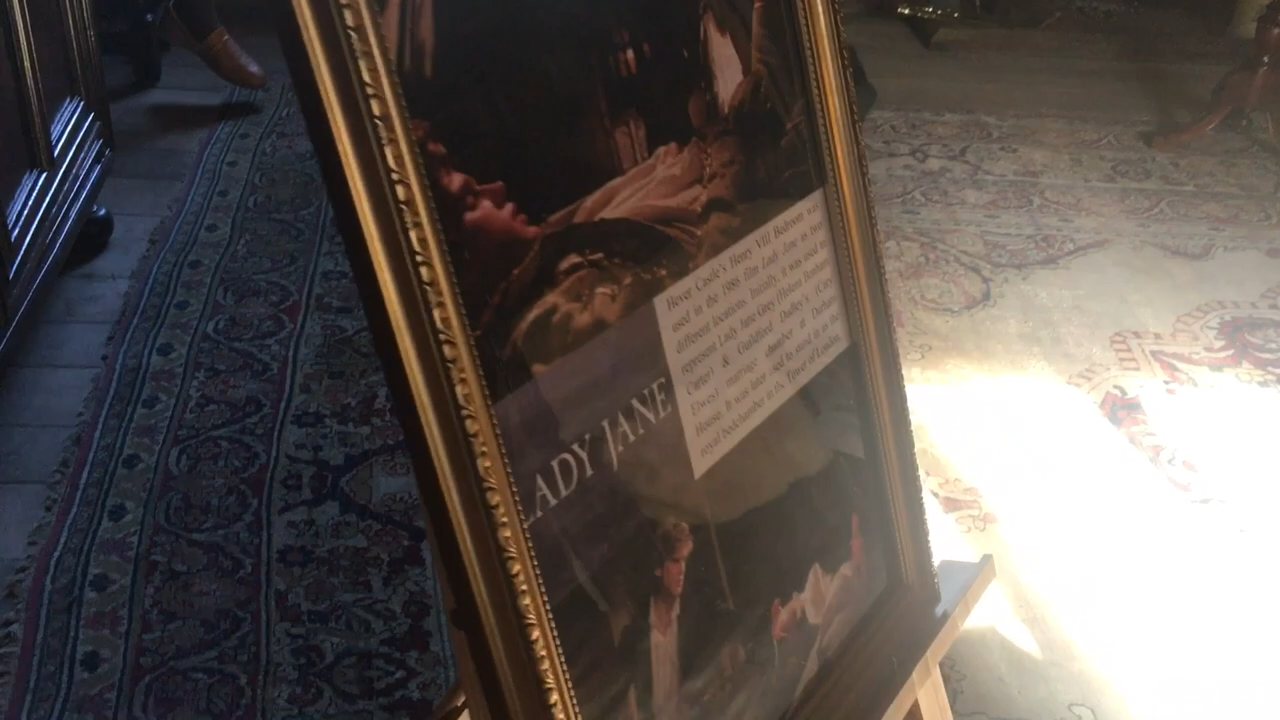 Hever Castle's Henry VIII Bedroom was
used in the 1986 film Lady Jane as two
different locations. Initially, it was used to
represent Lady Jane Grey (Helena Bonham
Carter) & Guildford Dudley's (Cary
Elwes) marriage chamber at Durham
House. It was later used to stand in as the
royal bedchamber in the Tower of London.
LADY JANE